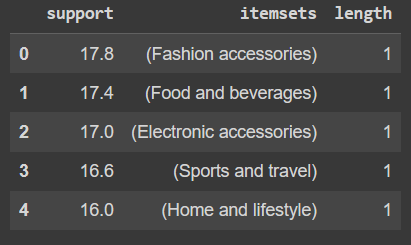 support itemsets length
0 17.8 (Fashion accessories) 1
1 17.4 (Food and beverages) 1
2 17.0 (Electronic accessories) 1
3 16.6 (Sports and travel) 1
4 16.0 (Home and lifestyle) 1